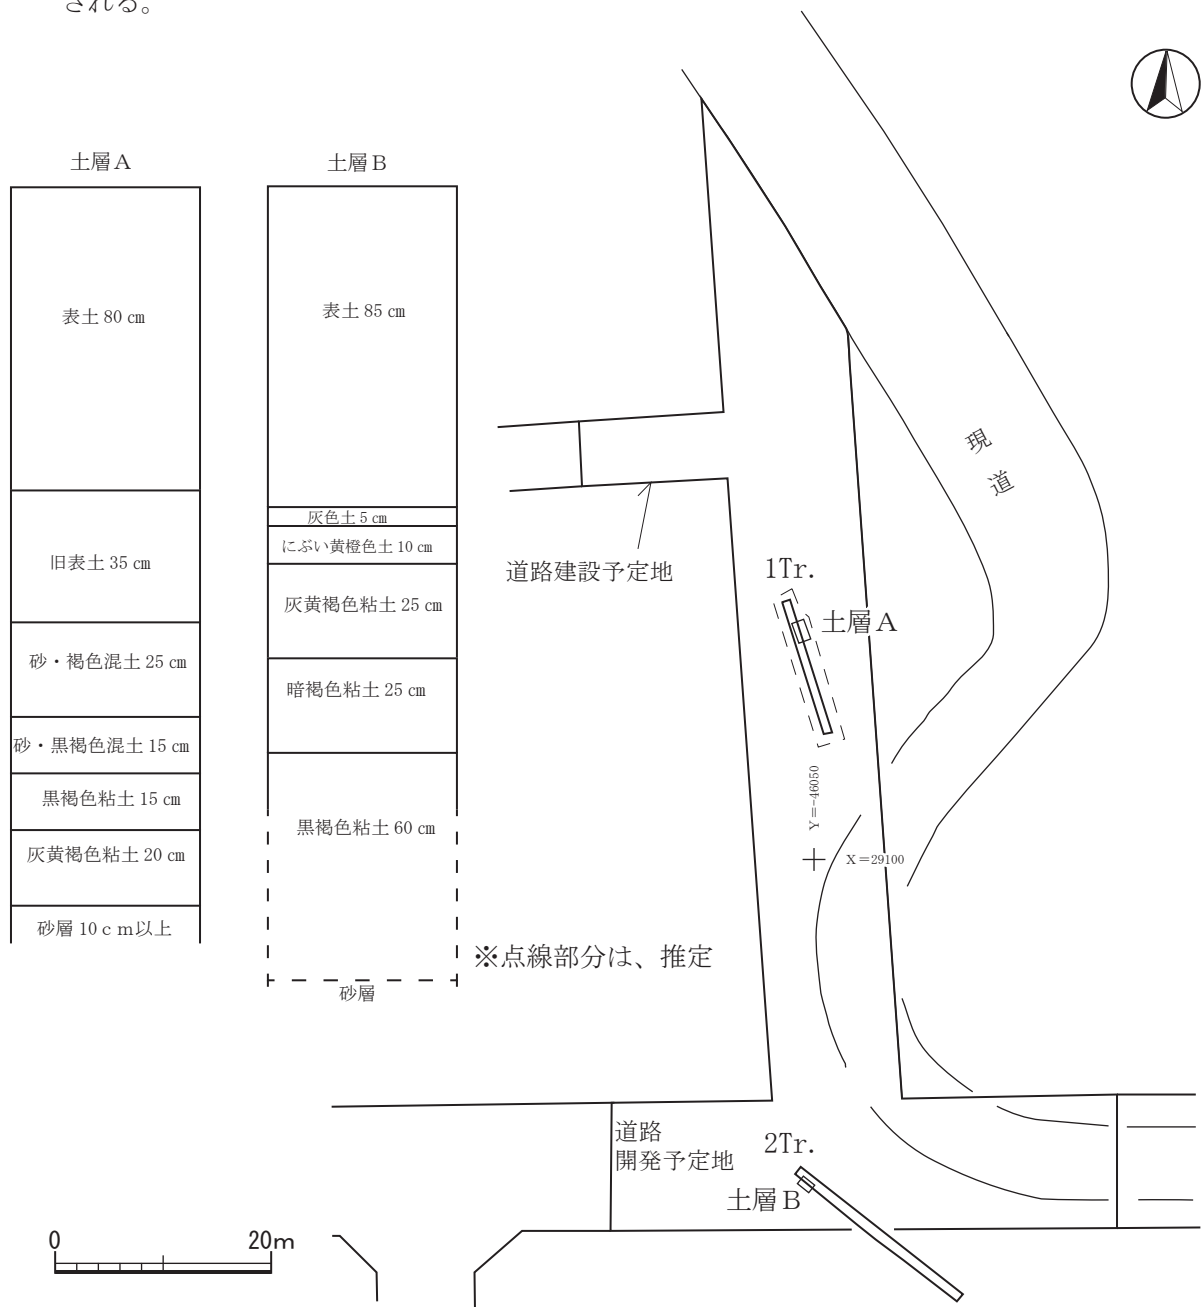 される。
土層A
表土 80 ㎝
旧表土 35 ㎝
砂・褐色混土 25 ㎝
砂・黒褐色混土 15 ㎝
黒褐色粘土 15 ㎝
灰黄褐色粘土 20 ㎝
砂層 10ｃｍ以上
土層B
表土 85 ㎝
灰色土 5 ㎝
にぶい黄橙色土 10 ㎝
灰黄褐色粘土 25 ㎝
暗褐色粘土 25 ㎝
黒褐色粘土 60 ㎝
砂層
※点線部分は、推定
道路建設予定地
現道
1Tr.
土層A
Y=-46050
X=29100
道路
開発予定地
2Tr.
土層B
0 20m